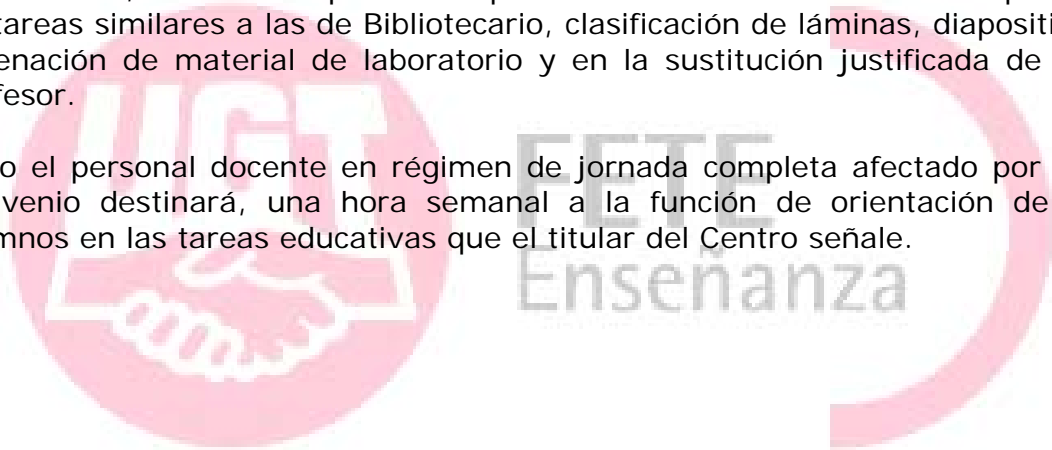 tareas similares a las de Bibliotecario, clasificación de láminas, diapositi
enación de material de laboratorio y en la sustitución justificada de
fesor.
o el personal docente en régimen de jornada completa afectado por
venio destinará, una hora semanal a la función de orientación de
mnos en las tareas educativas que el titular del Centro señale.
UGT
FETE
Enseñanza